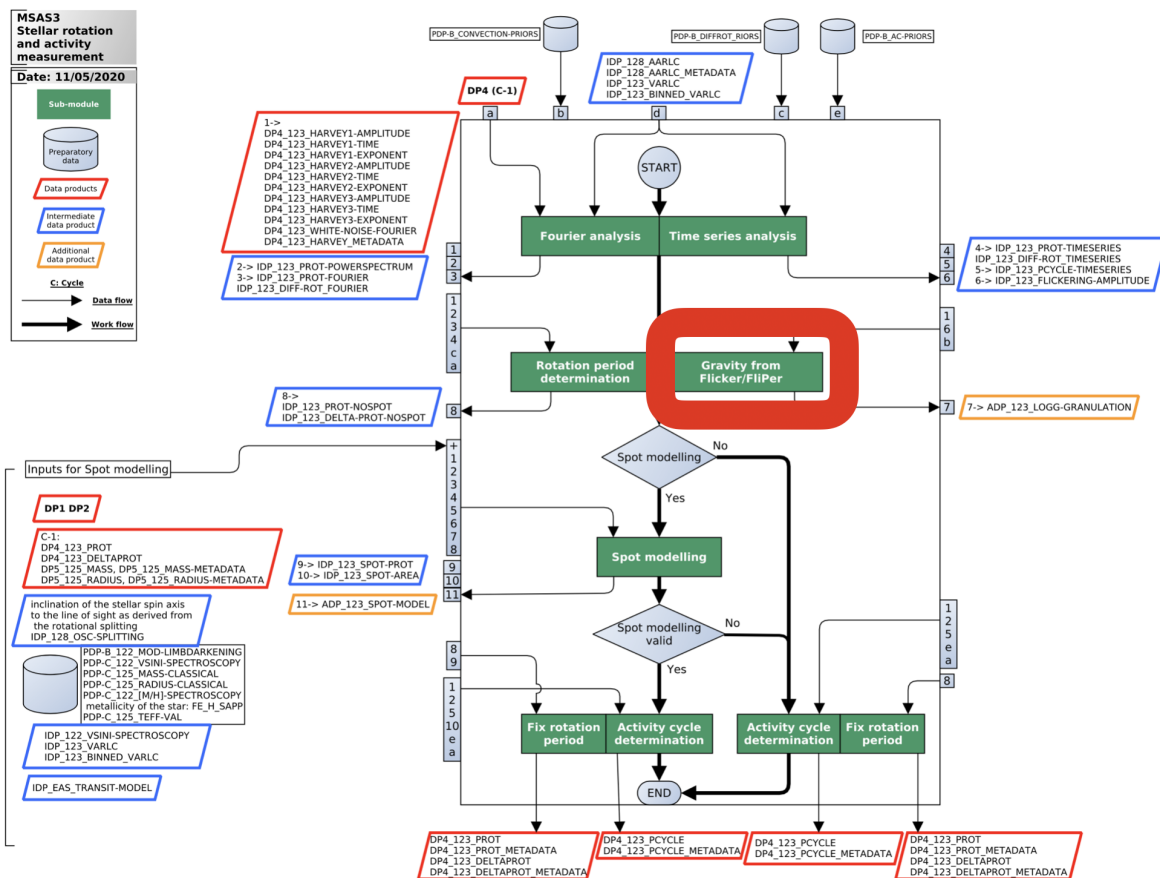 MSAS3
Stellar rotation
and activity
measurement
Date: 11/05/2020
Sub-module
Preparatory
data
Data products
Intermediate
data product
Additional
data product
C: Cycle
Data flow
Work flow
PDP-B_CONVECTION-PRIORS
PDP-B_DIFFROT_RIORS
PDP-B_AC-PRIORS
IDP_128_AARLC
IDP_128_AARLC_METADATA
IDP_123_VARLC
IDP_123_BINNED_VARLC
DP4 (C-1)
a
b
d
c
e
1->
DP4_123_HARVEY1-AMPLITUDE
DP4_123_HARVEY1-TIME
DP4_123_HARVEY1-EXPONENT
DP4_123_HARVEY2-AMPLITUDE
DP4_123_HARVEY2-TIME
DP4_123_HARVEY2-EXPONENT
DP4_123_HARVEY3-AMPLITUDE
DP4_123_HARVEY3-TIME
DP4_123_HARVEY3-EXPONENT
DP4_123_WHITE-NOISE-FOURIER
DP4_123_HARVEY_METADATA
START
Fourier analysis
Time series analysis
1
2
3
2-> IDP_123_PROT-POWERSPECTRUM
3-> IDP_123_PROT-FOURIER
IDP_123_DIFF-ROT_FOURIER
4
5
6
4-> IDP_123_PROT-TIMESERIES
IDP_123_DIFF-ROT_TIMESERIES
5-> IDP_123_PCYCLE-TIMESERIES
6-> IDP_123_FLICKERING-AMPLITUDE
1
2
3
4
c
a
1
6
b
Rotation period
determination
Gravity from
Flicker/FliPer
8->
IDP_123_PROT-NOSPOT
IDP_123_DELTA-PROT-NOSPOT
8
7
7-> ADP_123_LOGG-GRANULATION
Spot modelling
No
Yes
Inputs for Spot modelling
+
1
2
3
4
5
6
7
8
DP1 DP2
C-1:
DP4_123_PROT
DP4_123_DELTAPROT
DP5_125_MASS, DP5_125_MASS-METADATA
DP5_125_RADIUS, DP5_125_RADIUS-METADATA
Spot modelling
9-> IDP_123_SPOT-PROT
10-> IDP_123_SPOT-AREA
9
10
11
11-> ADP_123_SPOT-MODEL
inclination of the stellar spin axis
to the line of sight as derived from
the rotational splitting
IDP_128_OSC-SPLITTING
Spot modelling
valid
No
Yes
PDP-B_122_MOD-LIMBDARKENING
PDP-C_122_VSINI-SPECTROSCOPY
PDP-C_125_MASS-CLASSICAL
PDP-C_125_RADIUS-CLASSICAL
PDP-C_122_[M/H]-SPECTROSCOPY
metallicity of the star: FE_H_SAPP
PDP-C_125_TEFF-VAL
8
9
1
2
5
10
e
a
1
2
5
e
a
8
IDP_122_VSINI-SPECTROSCOPY
IDP_123_VARLC
IDP_123_BINNED_VARLC
IDP_EAS_TRANSIT-MODEL
Fix rotation
period
Activity cycle
determination
Activity cycle
determination
Fix rotation
period
END
DP4_123_PROT
DP4_123_PROT_METADATA
DP4_123_DELTAPROT
DP4_123_DELTAPROT_METADATA
DP4_123_PCYCLE
DP4_123_PCYCLE_METADATA
DP4_123_PCYCLE
DP4_123_PCYCLE_METADATA
DP4_123_PROT
DP4_123_PROT_METADATA
DP4_123_DELTAPROT
DP4_123_DELTAPROT_METADATA